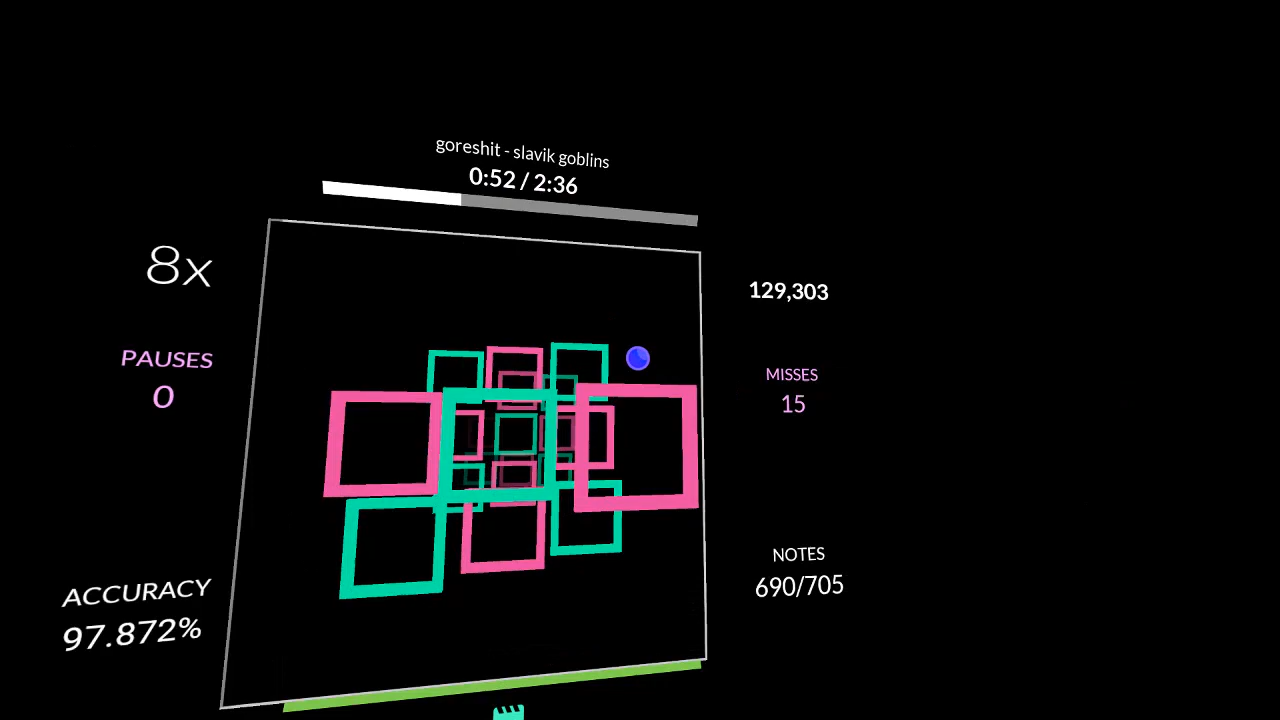 goreshit - slavik goblins
0:52 / 2:36
8x
PAUSES
0
ACCURACY
97.872%
129,303
MISSES
15
NOTES
690/705